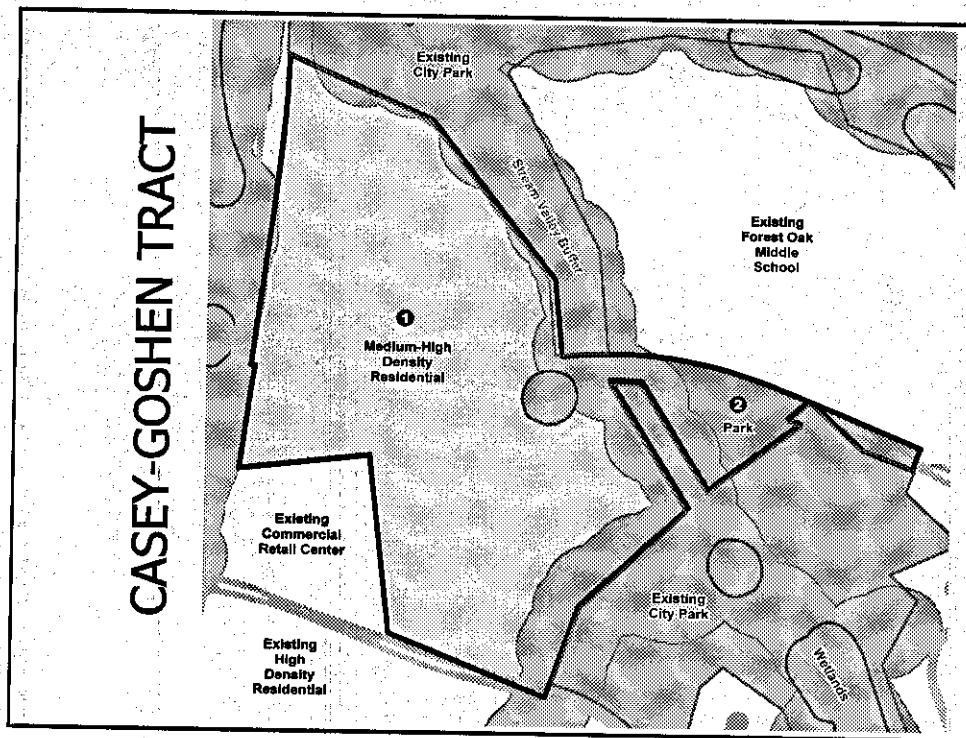 CASEY-GOSHEN TRACT
Existing
City Park
Stream Valley Buffer
Existing
Forest Oak
Middle
School
1
Medium-High
Density
Residential
2
Park
Existing
Commercial
Retail Center
Existing
City Park
Existing
High
Density
Residential
Wetlands